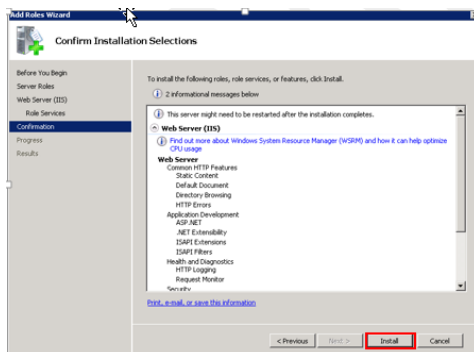 Add Roles Wizard
Confirm Installation Selections
Before You Begin
Server Roles
Web Server (IIS)
Role Services
Confirmation
Progress
Results
To install the following roles, role services, or features, click Install.
2 informational messages below
This server might need to be restarted after the installation completes.
Web Server (IIS)
Find out more about Windows System Resource Manager (WSRM) and how it can help optimize
CPU usage
Web Server
Common HTTP Features
Static Content
Default Document
Directory Browsing
HTTP Errors
Application Development
ASP.NET
.NET Extensibility
ISAPI Extensions
ISAPI Filters
Health and Diagnostics
HTTP Logging
Request Monitor
Security
Print, e-mail, or save this information
< Previous
Next >
Install
Cancel